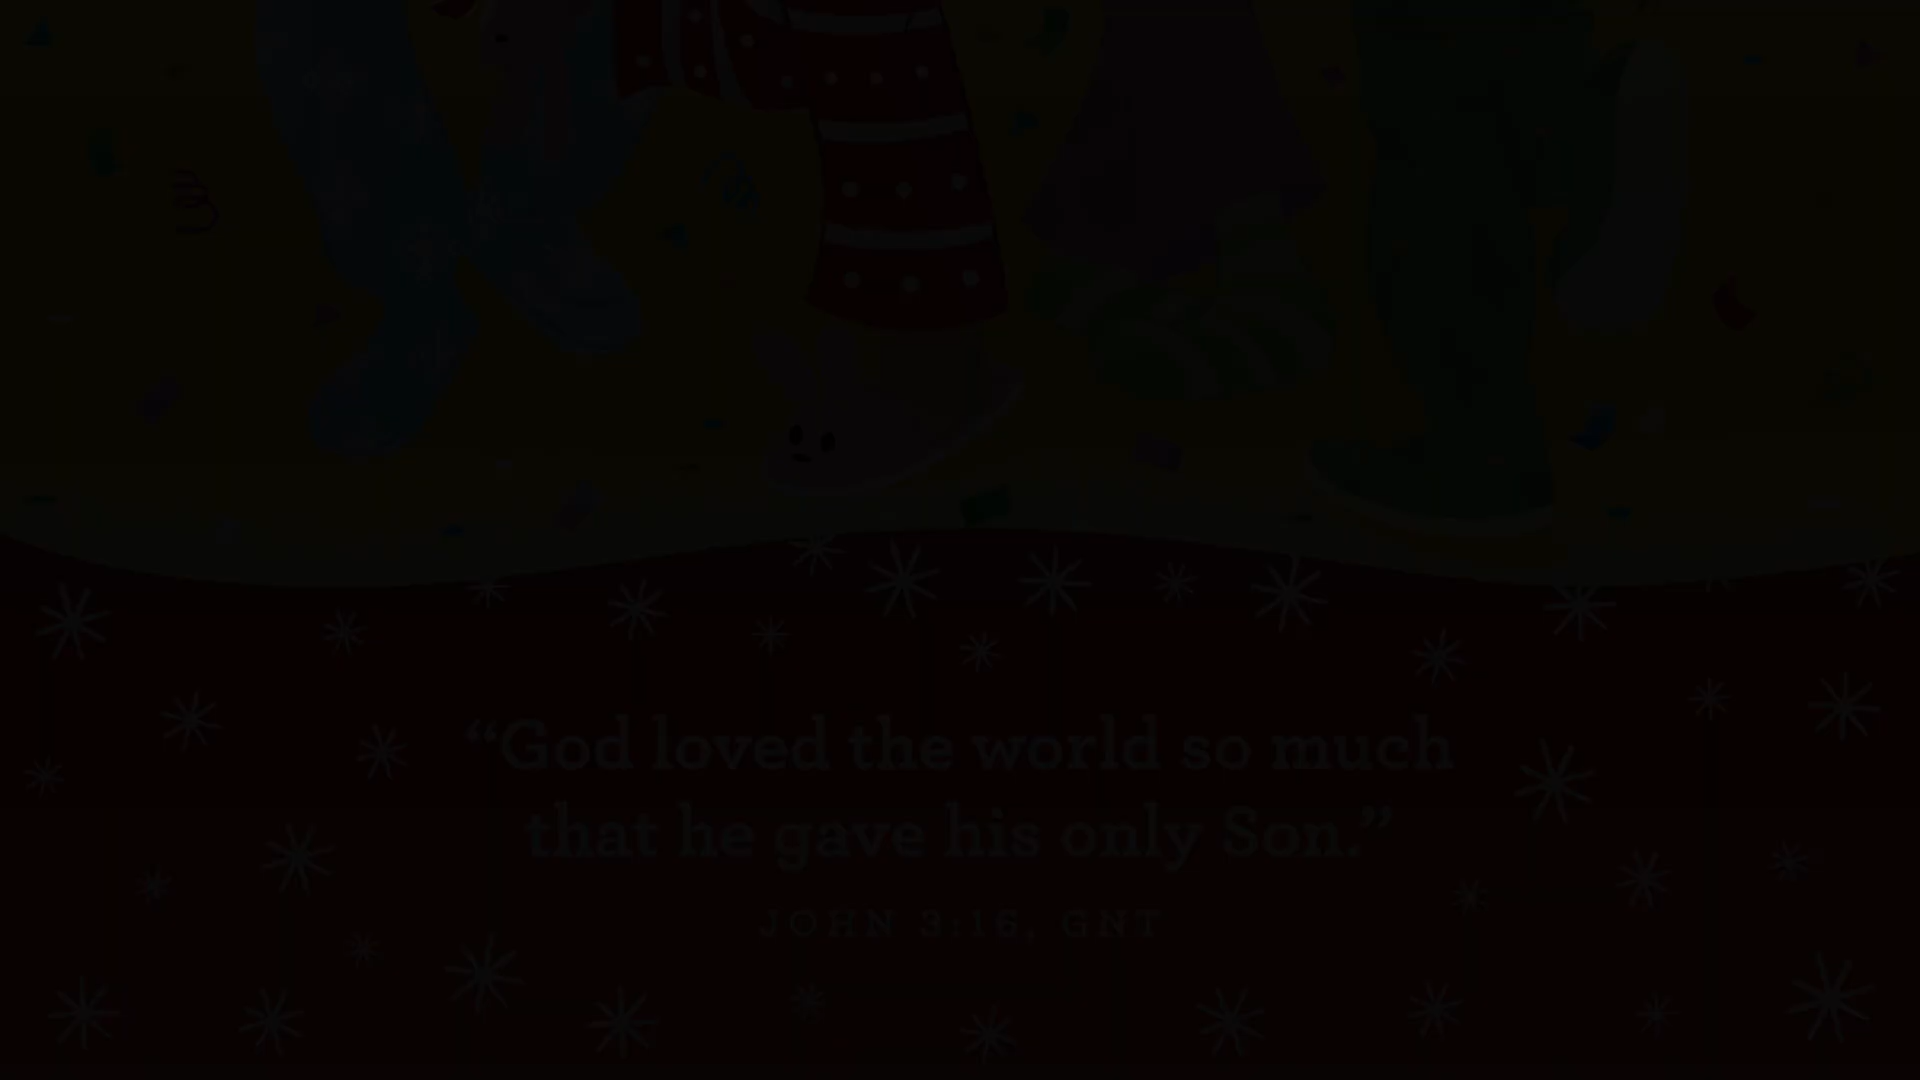 “God loved the world so much
that he gave his only Son.”
JOHN 3:16, GNT